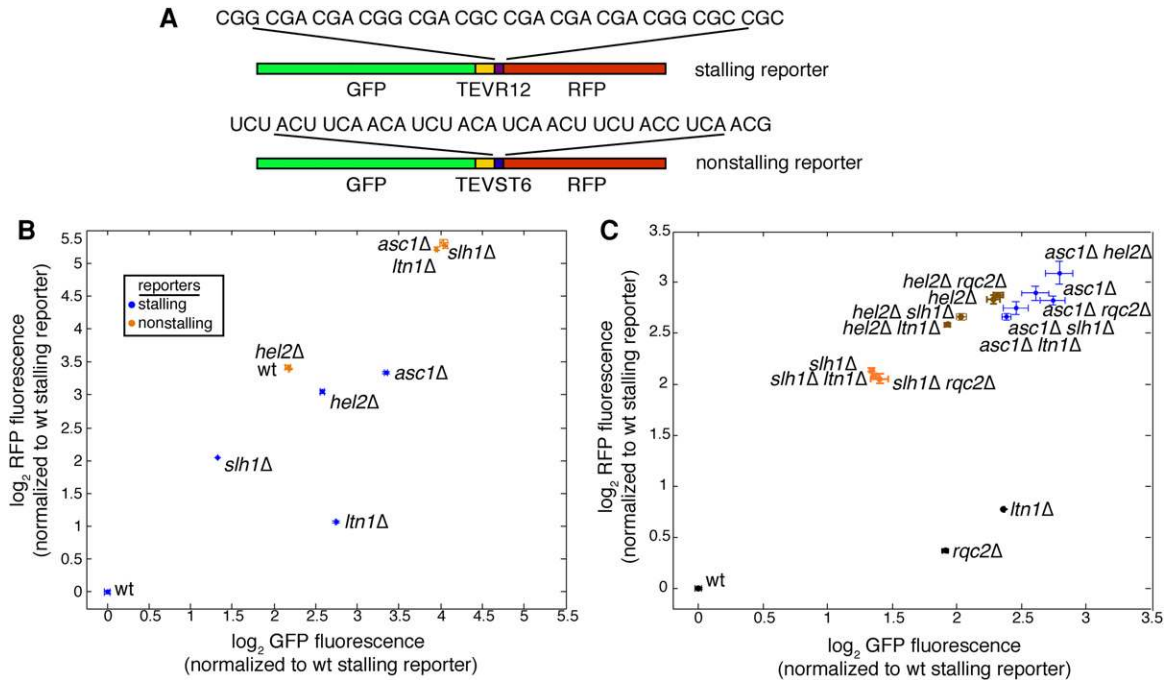 A
CGG CGA CGA CGG CGA CGC CGA CGA CGA CGG CGC CGC
GFP
TEV
R12
RFP
stalling reporter
UCU ACU UCA ACA UCU ACA UCA ACU UCU ACC UCA ACG
GFP
TEV
ST6
RFP
nonstalling reporter
B
log2 RFP fluorescence
(normalized to wt stalling reporter)
5.5
5
4.5
4
3.5
3
2.5
2
1.5
1
0.5
0
reporters
stalling
nonstalling
asc1Δ
ltn1Δ
slh1Δ
hel2Δ
wt
asc1Δ
hel2Δ
slh1Δ
ltn1Δ
wt
0 0.5 1 1.5 2 2.5 3 3.5 4 4.5 5 5.5
log2 GFP fluorescence
(normalized to wt stalling reporter)
C
log2 RFP fluorescence
(normalized to wt stalling reporter)
3.5
3
2.5
2
1.5
1
0.5
0
asc1Δ hel2Δ
hel2Δ rqc2Δ
asc1Δ
hel2Δ
asc1Δ rqc2Δ
hel2Δ slh1Δ
asc1Δ slh1Δ
hel2Δ ltn1Δ
asc1Δ ltn1Δ
slh1Δ
slh1Δ ltn1Δ
slh1Δ rqc2Δ
ltn1Δ
rqc2Δ
wt
0 0.5 1 1.5 2 2.5 3 3.5
log2 GFP fluorescence
(normalized to wt stalling reporter)